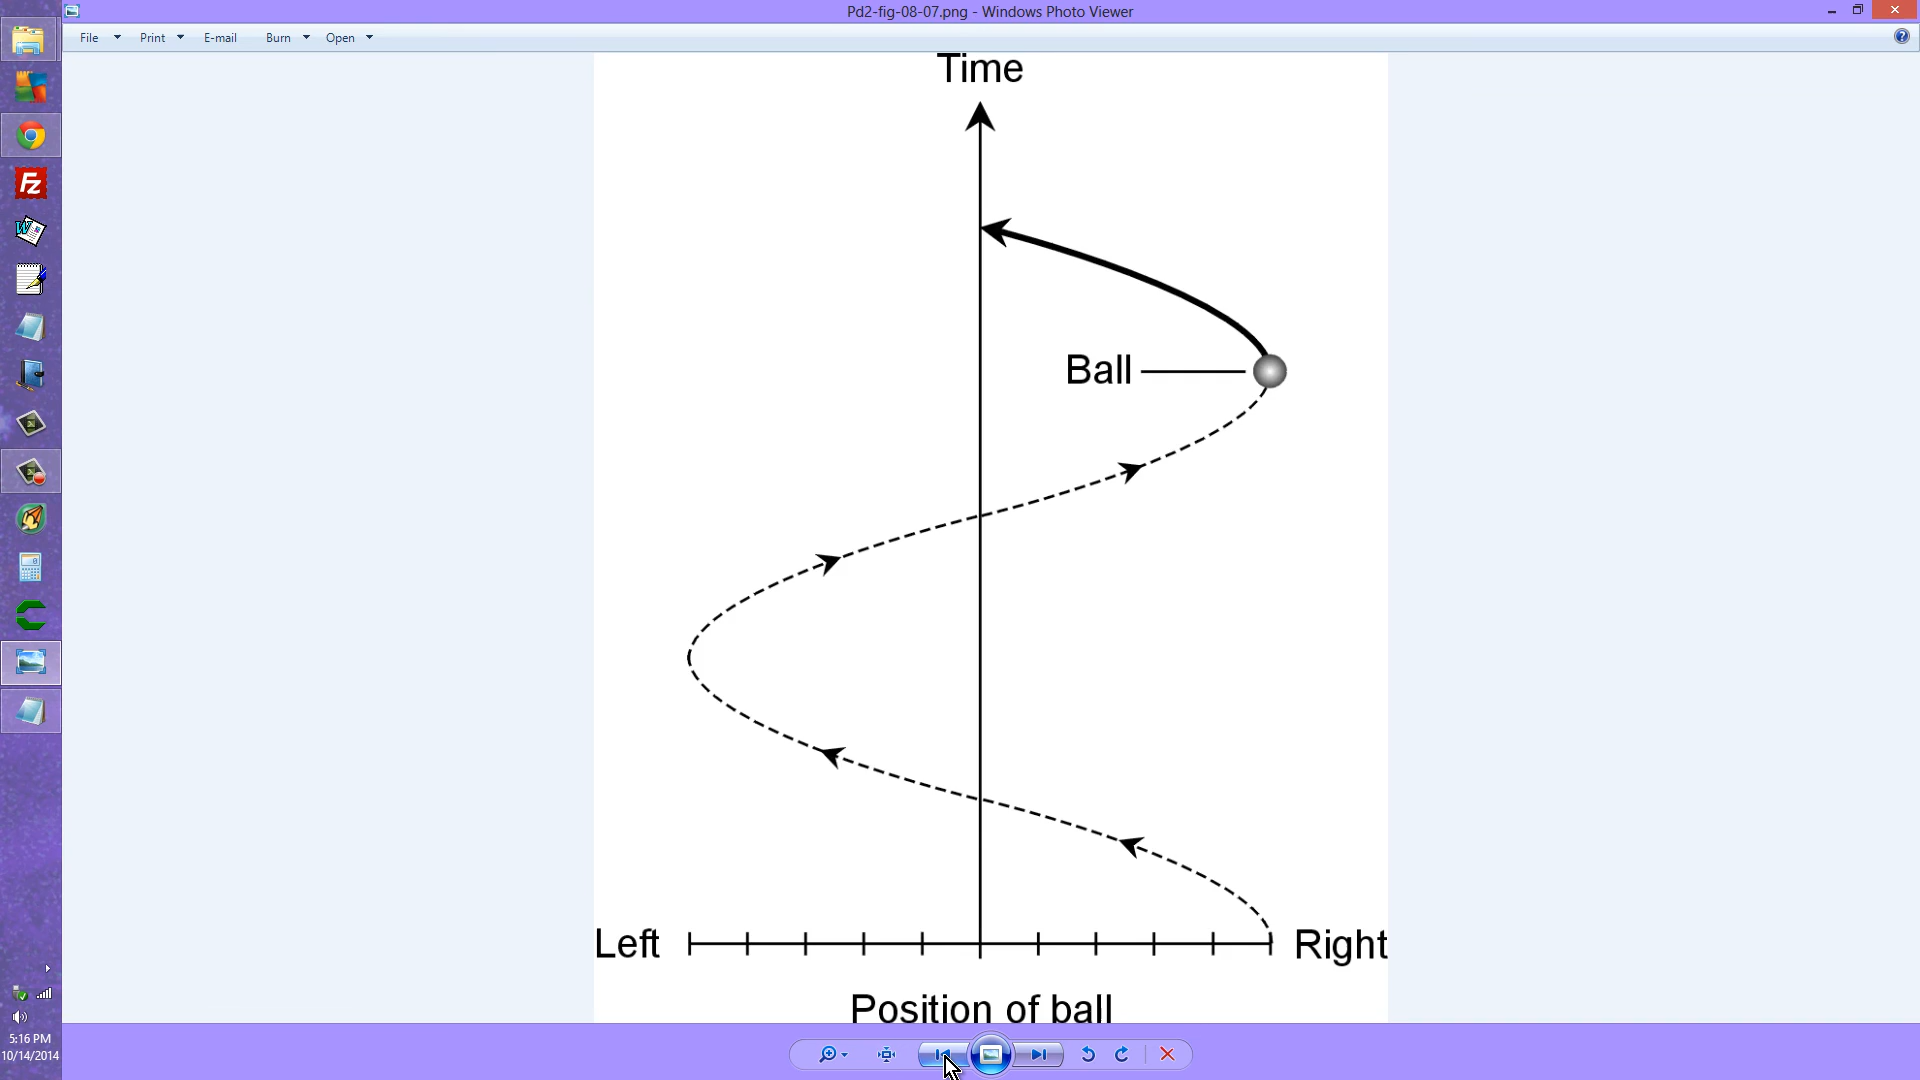 Pd2-fig-08-07.png - Windows Photo Viewer
File Print E-mail Burn Open
Time
Ball
Left Right
Position of ball
5:16 PM
10/14/2014